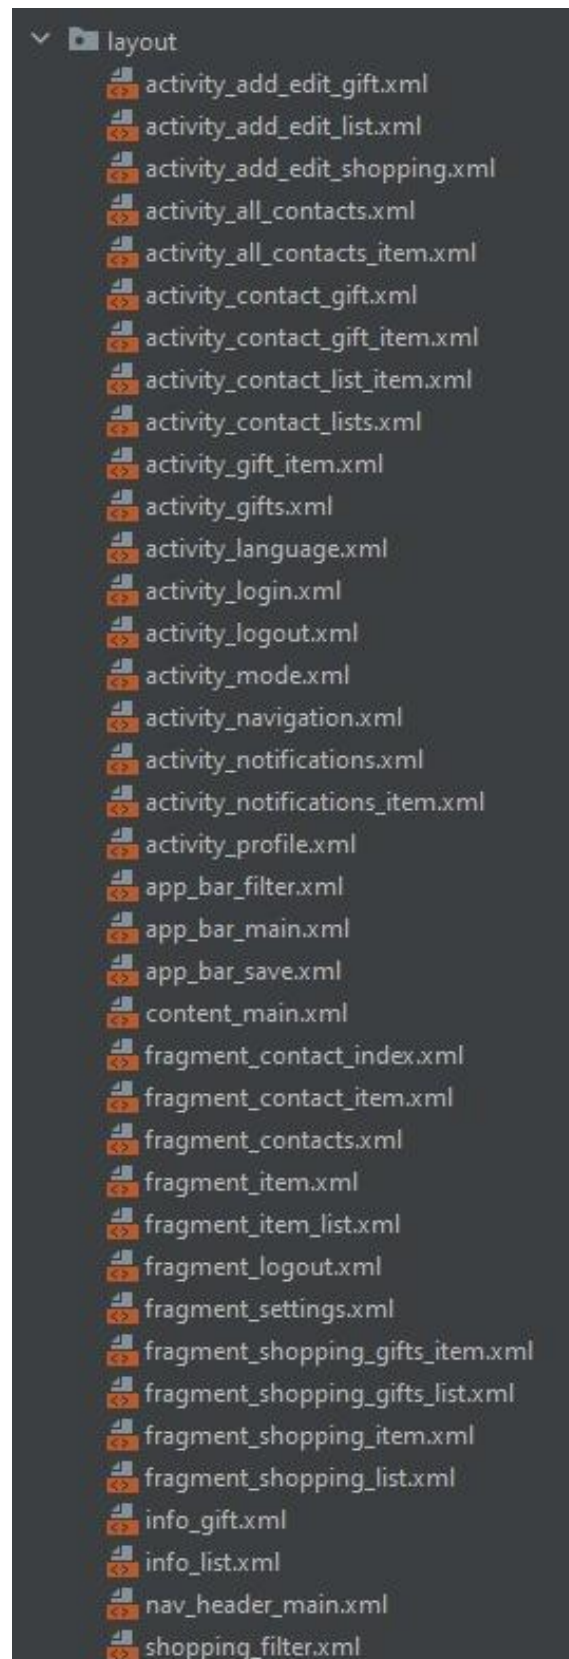 layout
activity_add_edit_gift.xml
activity_add_edit_list.xml
activity_add_edit_shopping.xml
activity_all_contacts.xml
activity_all_contacts_item.xml
activity_contact_gift.xml
activity_contact_gift_item.xml
activity_contact_list_item.xml
activity_contact_lists.xml
activity_gift_item.xml
activity_gifts.xml
activity_language.xml
activity_login.xml
activity_logout.xml
activity_mode.xml
activity_navigation.xml
activity_notifications.xml
activity_notifications_item.xml
activity_profile.xml
app_bar_filter.xml
app_bar_main.xml
app_bar_save.xml
content_main.xml
fragment_contact_index.xml
fragment_contact_item.xml
fragment_contacts.xml
fragment_item.xml
fragment_item_list.xml
fragment_logout.xml
fragment_settings.xml
fragment_shopping_gifts_item.xml
fragment_shopping_gifts_list.xml
fragment_shopping_item.xml
fragment_shopping_list.xml
info_gift.xml
info_list.xml
nav_header_main.xml
shopping_filter.xml